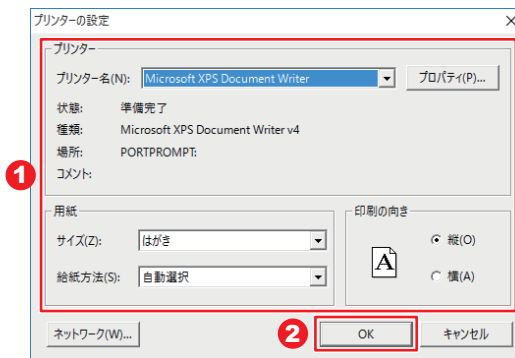 プリンターの設定
プリンター
プリンター名(N): Microsoft XPS Document Writer プロパティ(P)...
状態: 準備完了
種類: Microsoft XPS Document Writer v4
場所: PORTPROMPT:
コメント:
1
用紙
サイズ(Z): はがき
給紙方法(S): 自動選択
印刷の向き
A
縦(O)
横(A)
ネットワーク(W)... 2 OK キャンセル